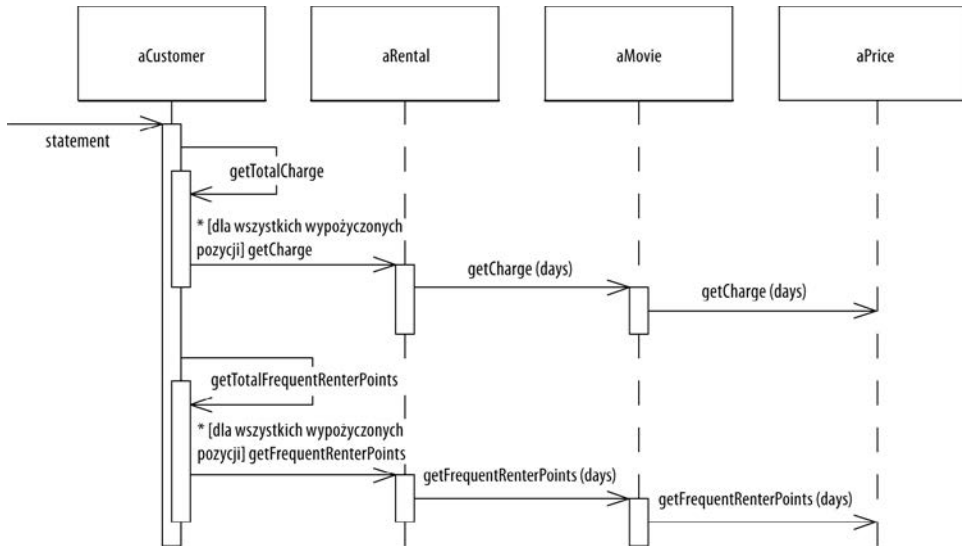 aCustomer
aRental
aMovie
aPrice
statement
getTotalCharge
* [dla wszystkich wypożyczonych
pozycji] getCharge
getCharge (days)
getCharge (days)
getTotalFrequentRenterPoints
* [dla wszystkich wypożyczonych
pozycji] getFrequentRenterPoints
getFrequentRenterPoints (days)
getFrequentRenterPoints (days)